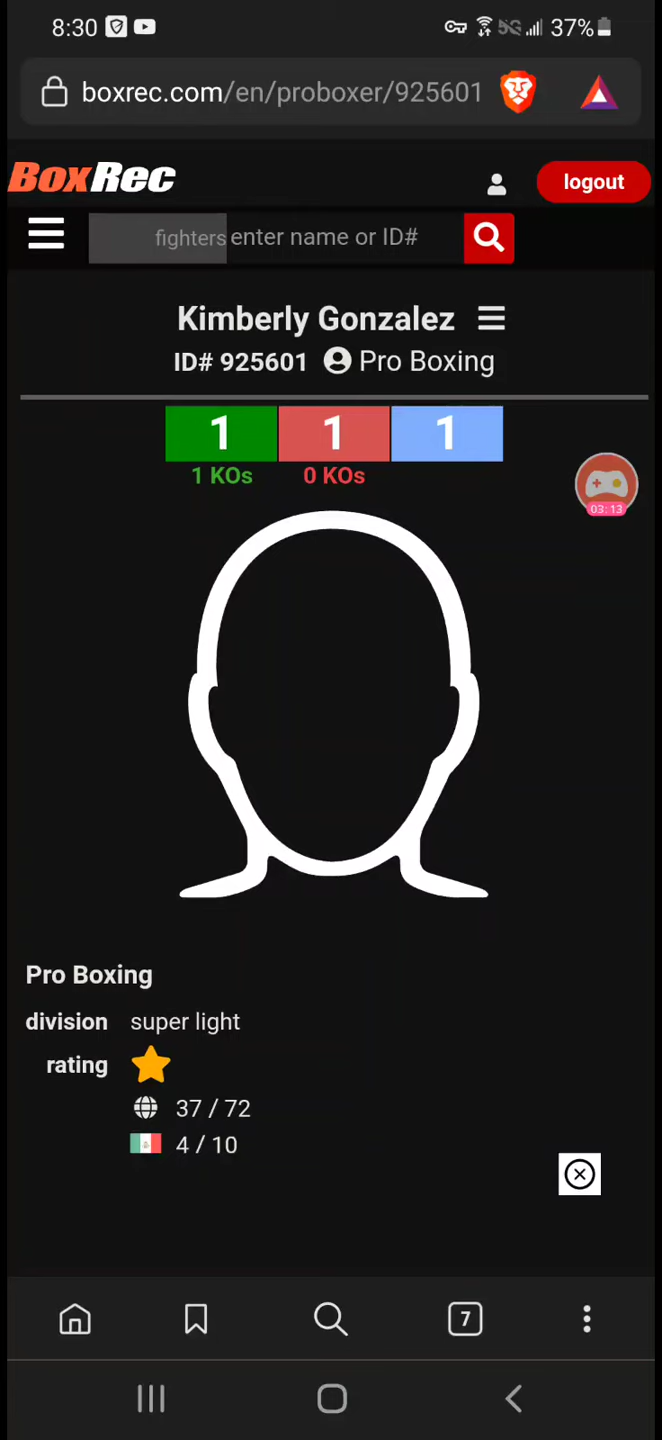 8:30 5G 37%
boxrec.com/en/proboxer/925601
BoxRec logout
fighters enter name or ID#
Kimberly Gonzalez
ID# 925601 Pro Boxing
1 1 1
1 KOs 0 KOs
03:13
Pro Boxing
division super light
rating
37 / 72
4 / 10
7